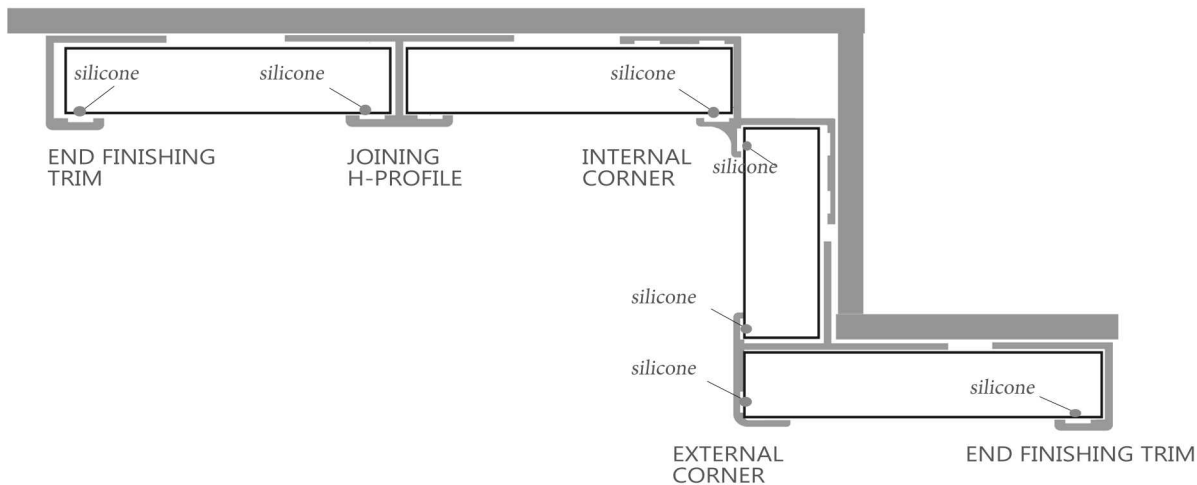 silicone
silicone
silicone
END FINISHING
TRIM
JOINING
H-PROFILE
INTERNAL
CORNER
silicone
silicone
silicone
silicone
EXTERNAL
CORNER
END FINISHING TRIM